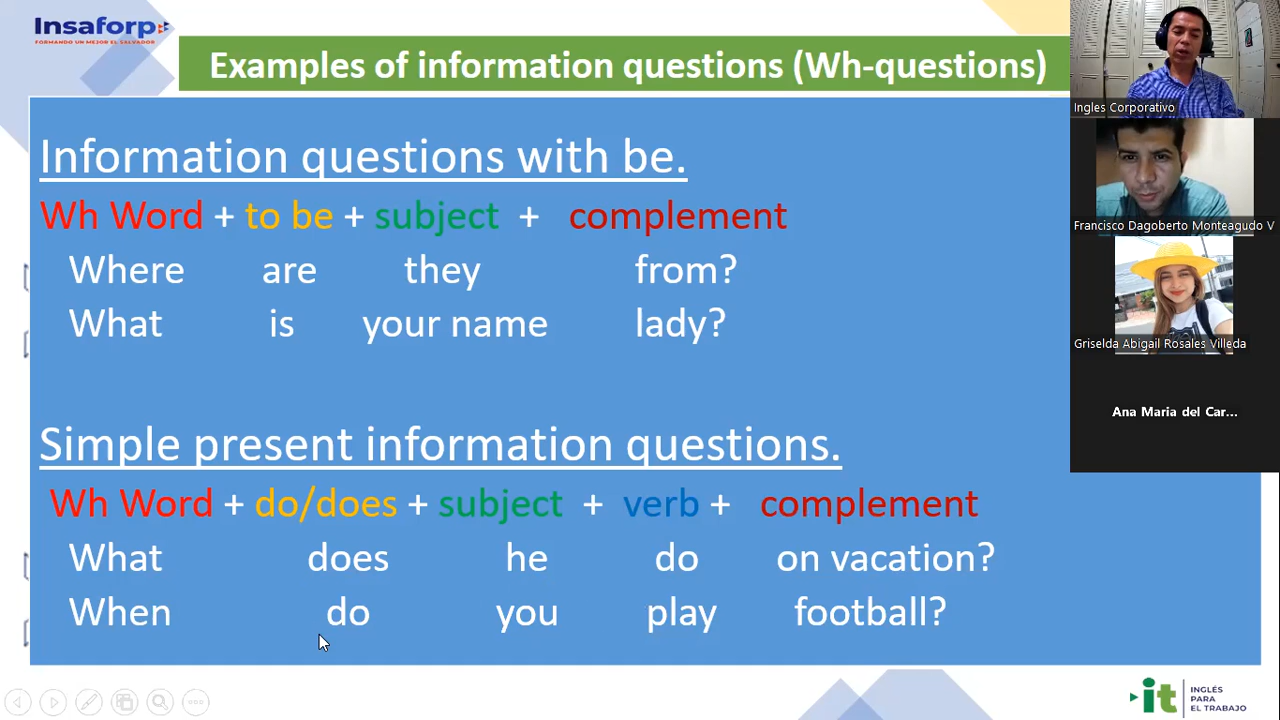 Insaforp
FORMANDO UN MEJOR EL SALVADOR
Examples of information questions (Wh-questions)
Information questions with be.
Wh Word + to be + subject + complement
Where are they from?
What is your name lady?
Simple present information questions.
Wh Word + do/does + subject + verb + complement
What does he do on vacation?
When do you play football?
Ingles Corporativo
Francisco Dagoberto Monteagudo V
Griselda Abigail Rosales Villeda
Ana Maria del Car...
it
INGLÉS
PARA
EL TRABAJO